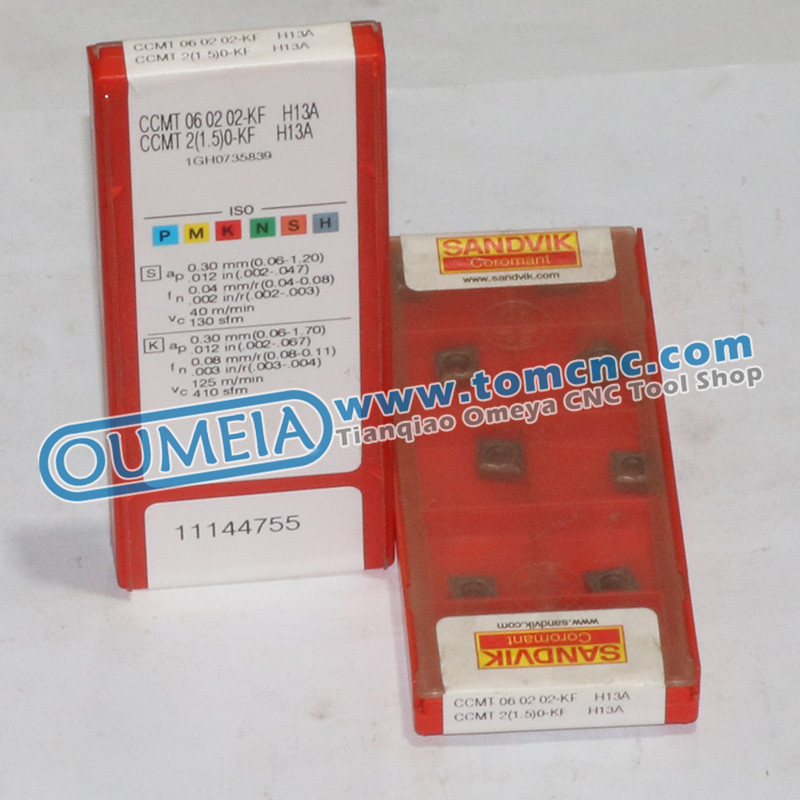 CCMT 06 02 02-KF H13A
CCMT 2(1.5)0-KF H13A
CCMT 06 02 02-KF H13A
CCMT 2(1.5)0-KF H13A
1GH0735839
ISO
P M K N S H
S ap 0.30 mm(0.06-1.20)
.012 in(.002-.047)
fn 0.04 mm/r(0.04-0.08)
.002 in/r(.002-.003)
vc 40 m/min
130 sfm
K ap 0.30 mm(0.06-1.70)
.012 in(.002-.067)
fn 0.08 mm/r(0.08-0.11)
.003 in/r(.003-.004)
vc 125 m/min
410 sfm
11144755
SANDVIK
Coromant
www.sandvik.com
OUMEIA
www.tomcnc.com
Tianqiao Omeya CNC Tool Shop
www.sandvik.com
Coromant
SANDVIK
CCMT 06 02 02-KF H13A
CCMT 2(1.5)0-KF H13A